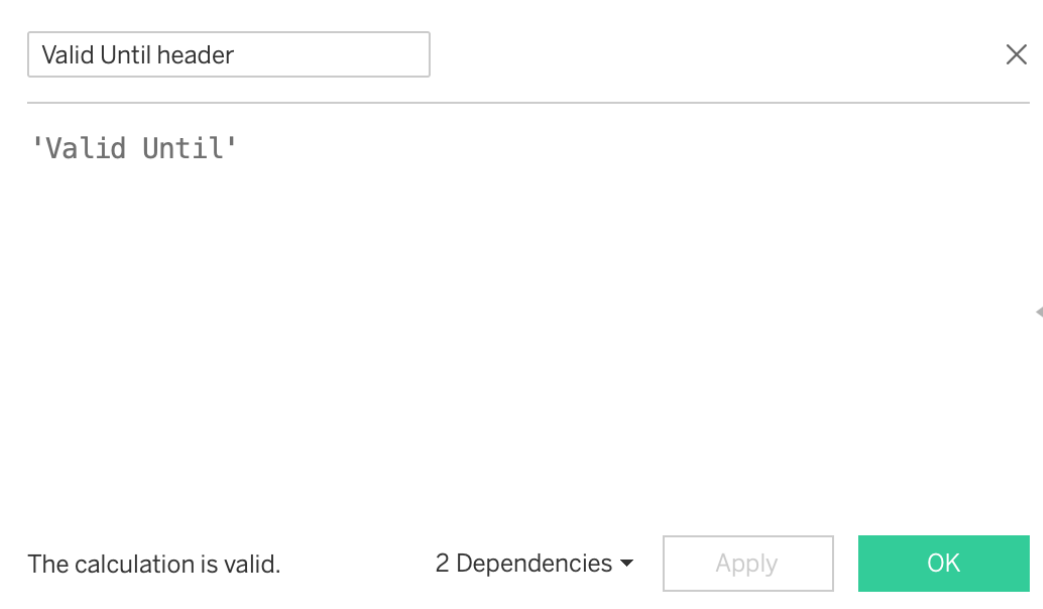 Valid Until header
'Valid Until'
The calculation is valid. 2 Dependencies Apply OK